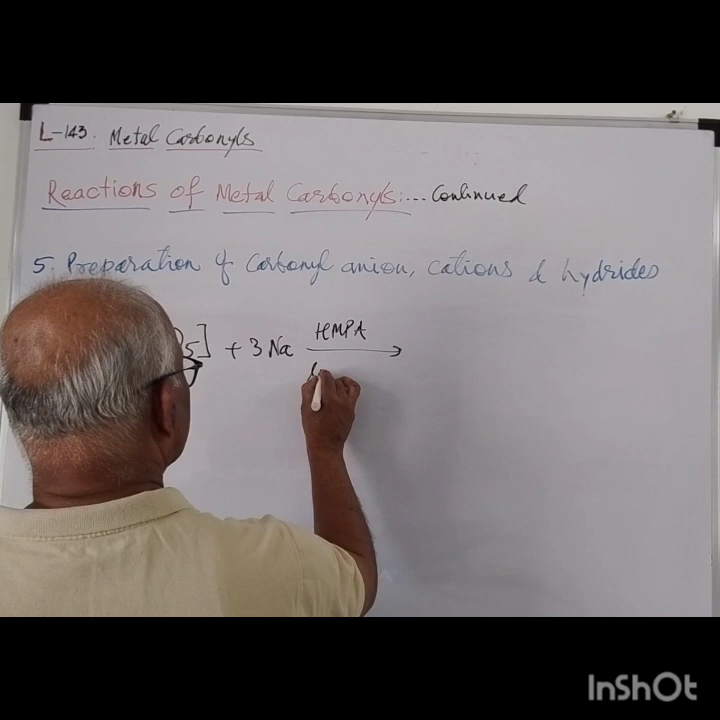 L-143: Metal Carbonyls
Reactions of Metal Carbonyls:... Continued
5. Preparation of Carbonyl anion, cations & hydrides
5] + 3 Na HMPA
InShOt